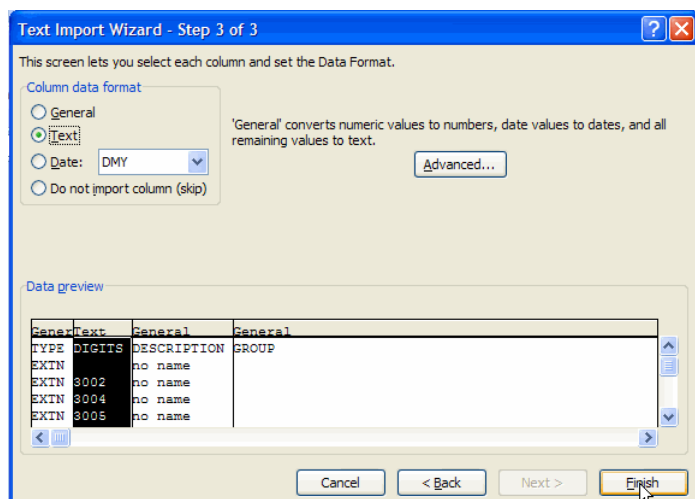 Text Import Wizard - Step 3 of 3
This screen lets you select each column and set the Data Format.
Column data format
General
Text
Date: DMY
Do not import column (skip)
'General' converts numeric values to numbers, date values to dates, and all
remaining values to text.
Advanced...
Data preview
Gener Text General General
TYPE DIGITS DESCRIPTION GROUP
EXTN no name
EXTN 3002 no name
EXTN 3004 no name
EXTN 3005 no name
Cancel < Back Next > Finish